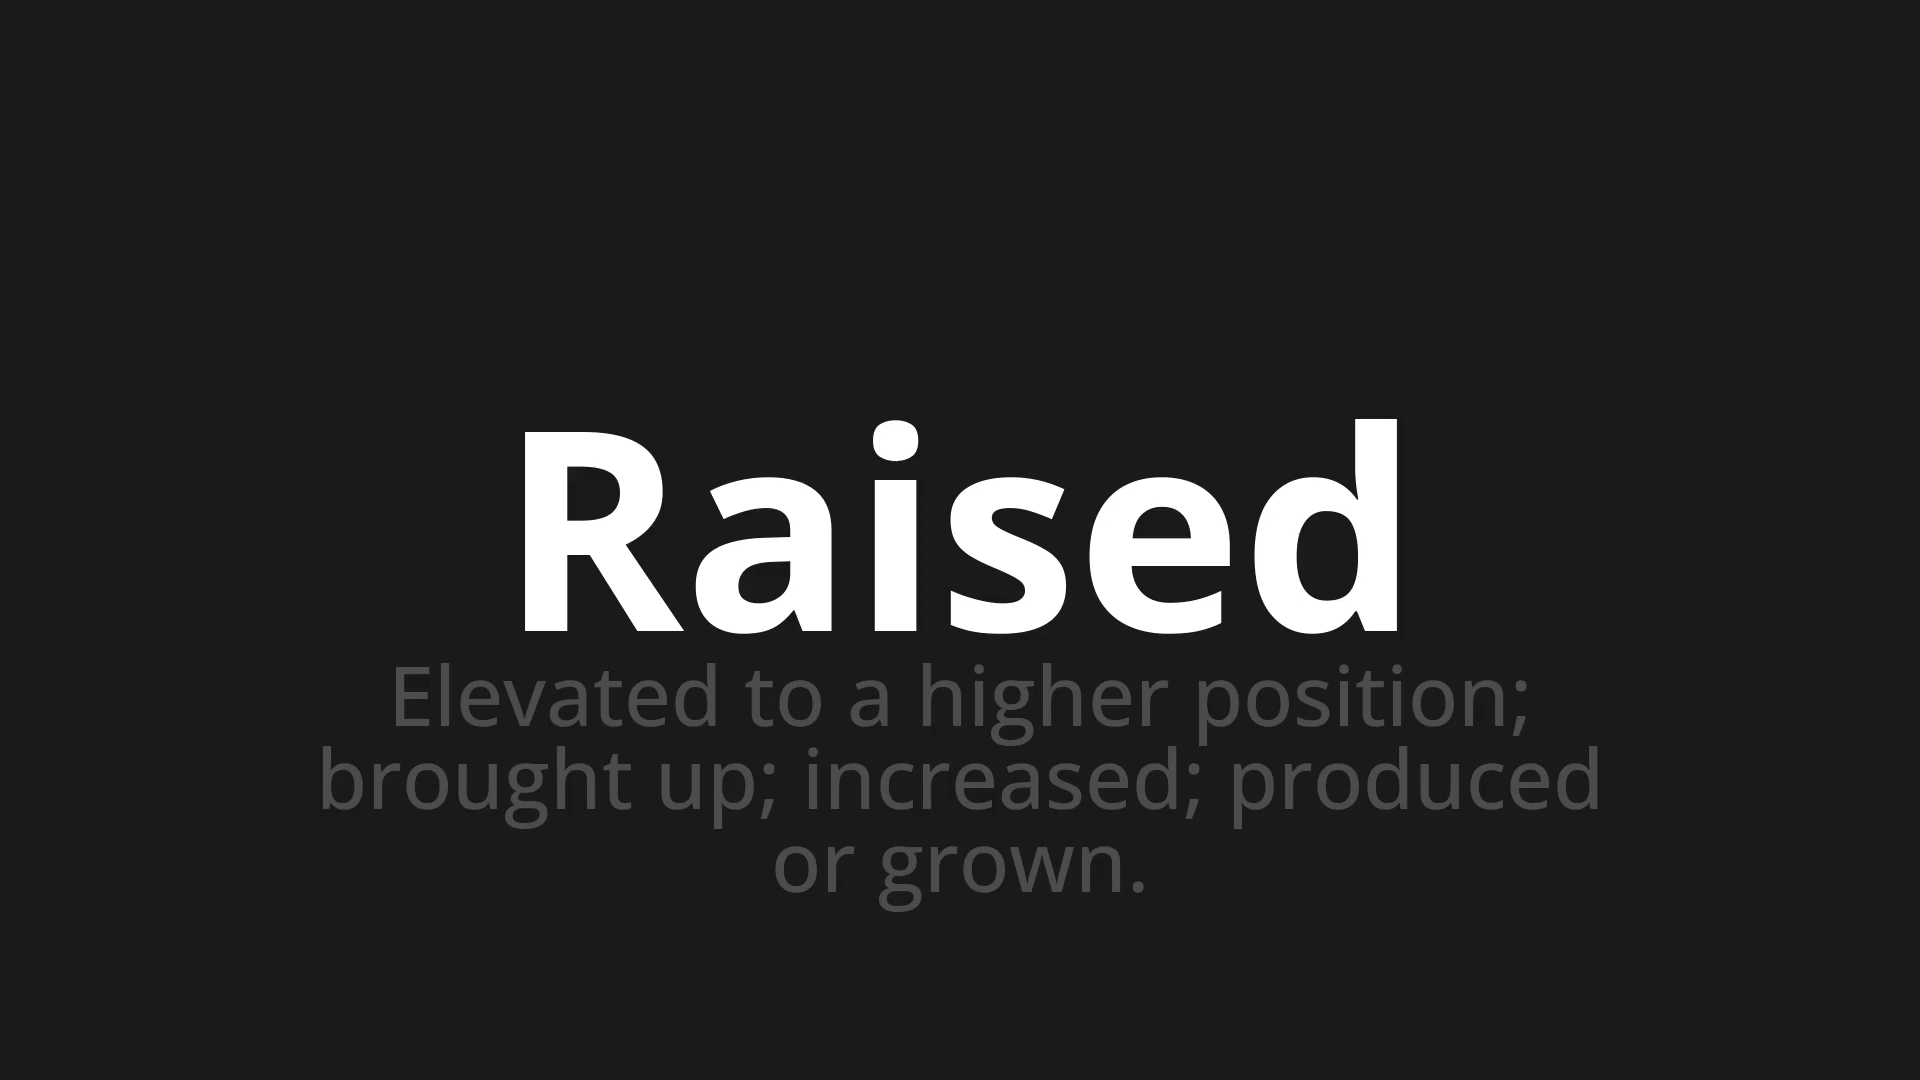 Raised
Elevated to a higher position;
brought up; increased; produced
or grown.